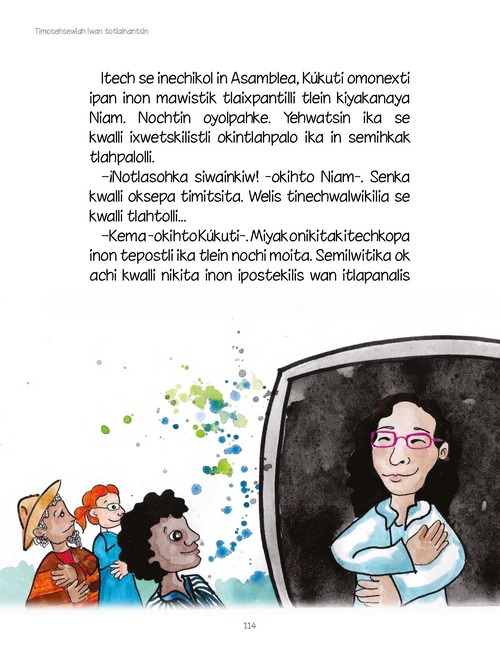 Timosehsewiah iwan totlalnantsin
Itech se inechikol in Asamblea, Kúkuti omonexti
ipan inon mawistik tlaixpantilli tlein kiyakanaya
Niam. Nochtin oyolpahke. Yehwatsin ika se
kwalli ixwetskilistli okintlahpalo ika in semihkak
tlahpalolli.
–¡Notlasohka siwainkiw! -okihto Niam-. Senka
kwalli oksepa timitsita. Welis tinechwalwikilia se
kwalli tlahtolli...
–Kema -okihto Kúkuti-. Miyak onikita kitechkopa
inon tepostli ika tlein nochi moita. Semilwitika ok
achi kwalli nikita inon ipostekilis wan itlapanalis
114